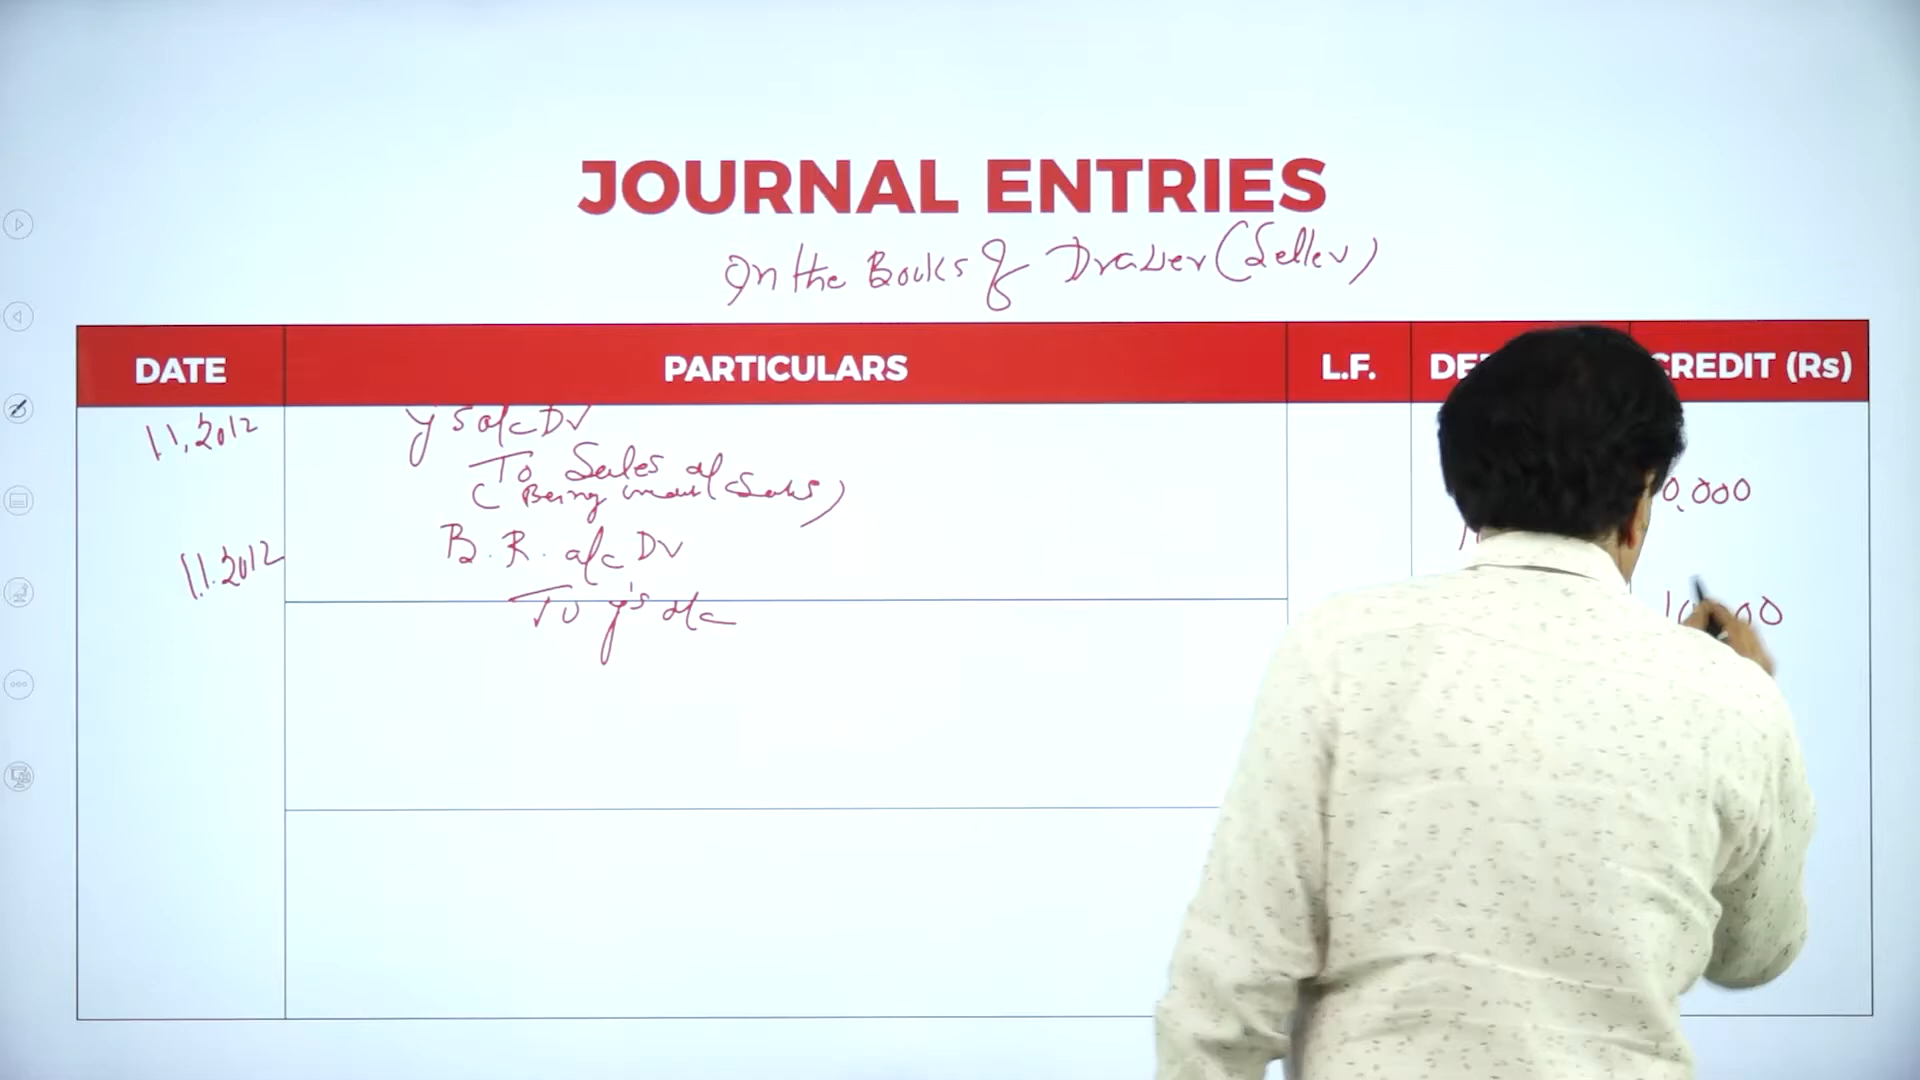 JOURNAL ENTRIES
On the Books of Drawer (Seller)
DATE PARTICULARS L.F. DE CREDIT (Rs)
1.1.2012 Y's a/c Dr
To Sales a/c
(Being Sales)
0,000
1.1.2012 B.R. a/c Dr
To Y's a/c